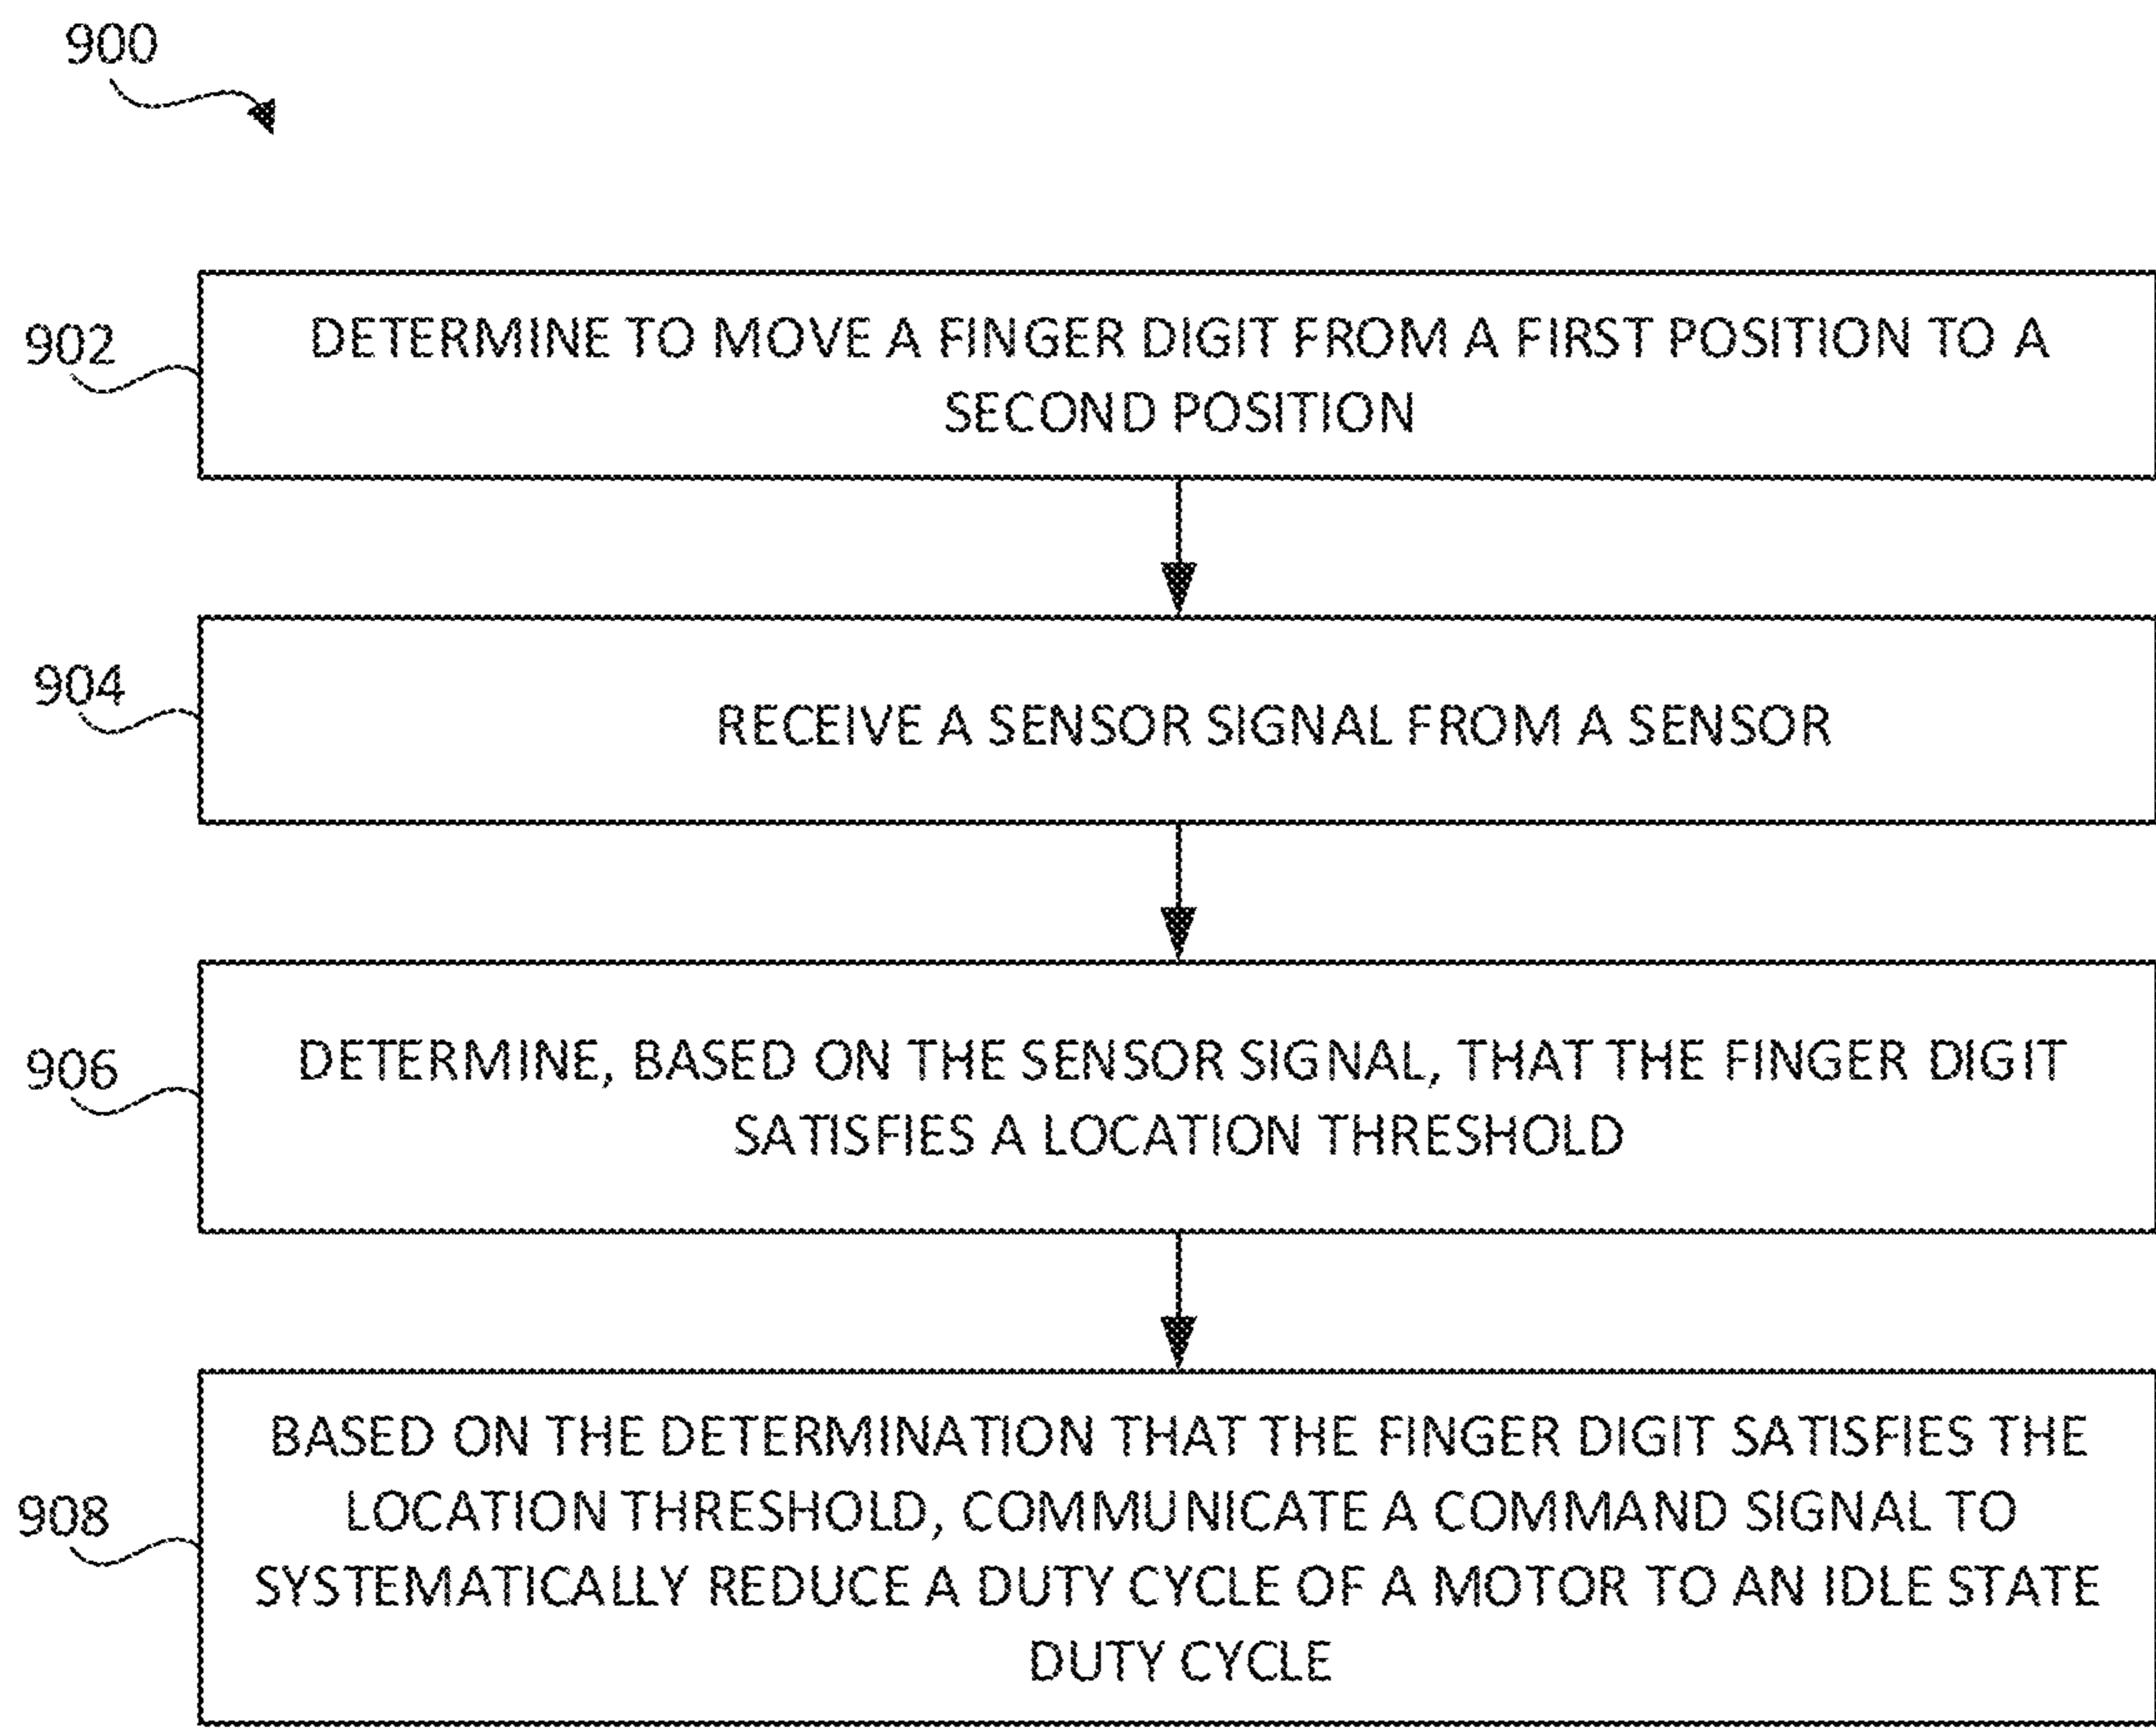 900
902
DETERMINE TO MOVE A FINGER DIGIT FROM A FIRST POSITION TO A
SECOND POSITION
904
RECEIVE A SENSOR SIGNAL FROM A SENSOR
906
DETERMINE, BASED ON THE SENSOR SIGNAL, THAT THE FINGER DIGIT
SATISFIES A LOCATION THRESHOLD
908
BASED ON THE DETERMINATION THAT THE FINGER DIGIT SATISFIES THE
LOCATION THRESHOLD, COMMUNICATE A COMMAND SIGNAL TO
SYSTEMATICALLY REDUCE A DUTY CYCLE OF A MOTOR TO AN IDLE STATE
DUTY CYCLE